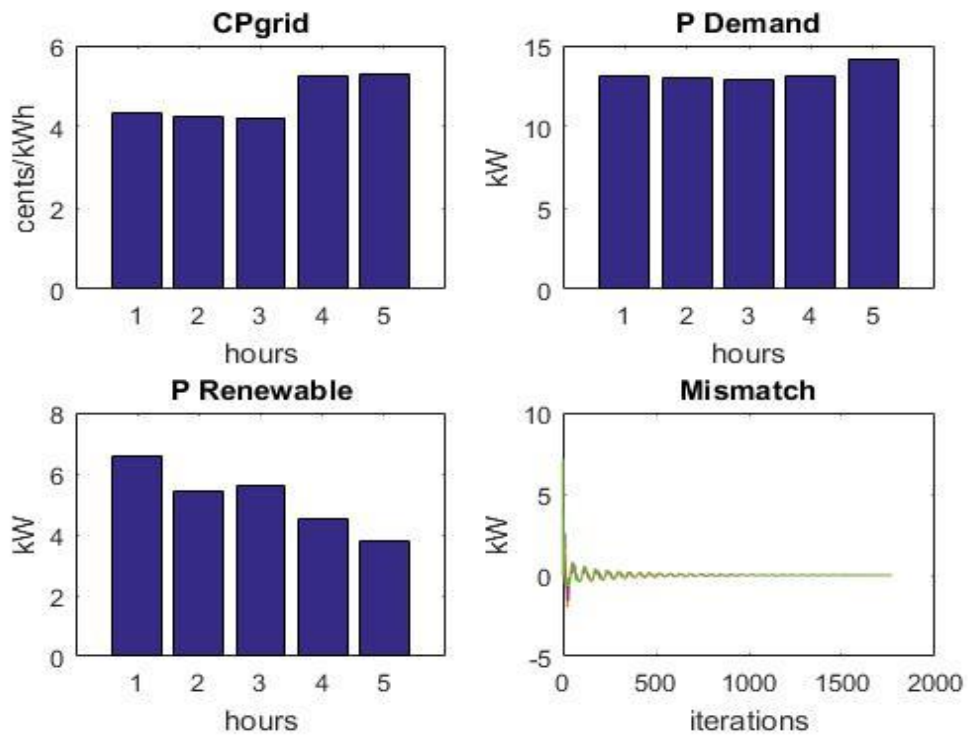 CPgrid
6
4
2
0
cents/kWh
1 2 3 4 5
hours
P Demand
15
10
5
0
kW
1 2 3 4 5
hours
P Renewable
8
6
4
2
0
kW
1 2 3 4 5
hours
Mismatch
10
5
0
-5
kW
0 500 1000 1500 2000
iterations